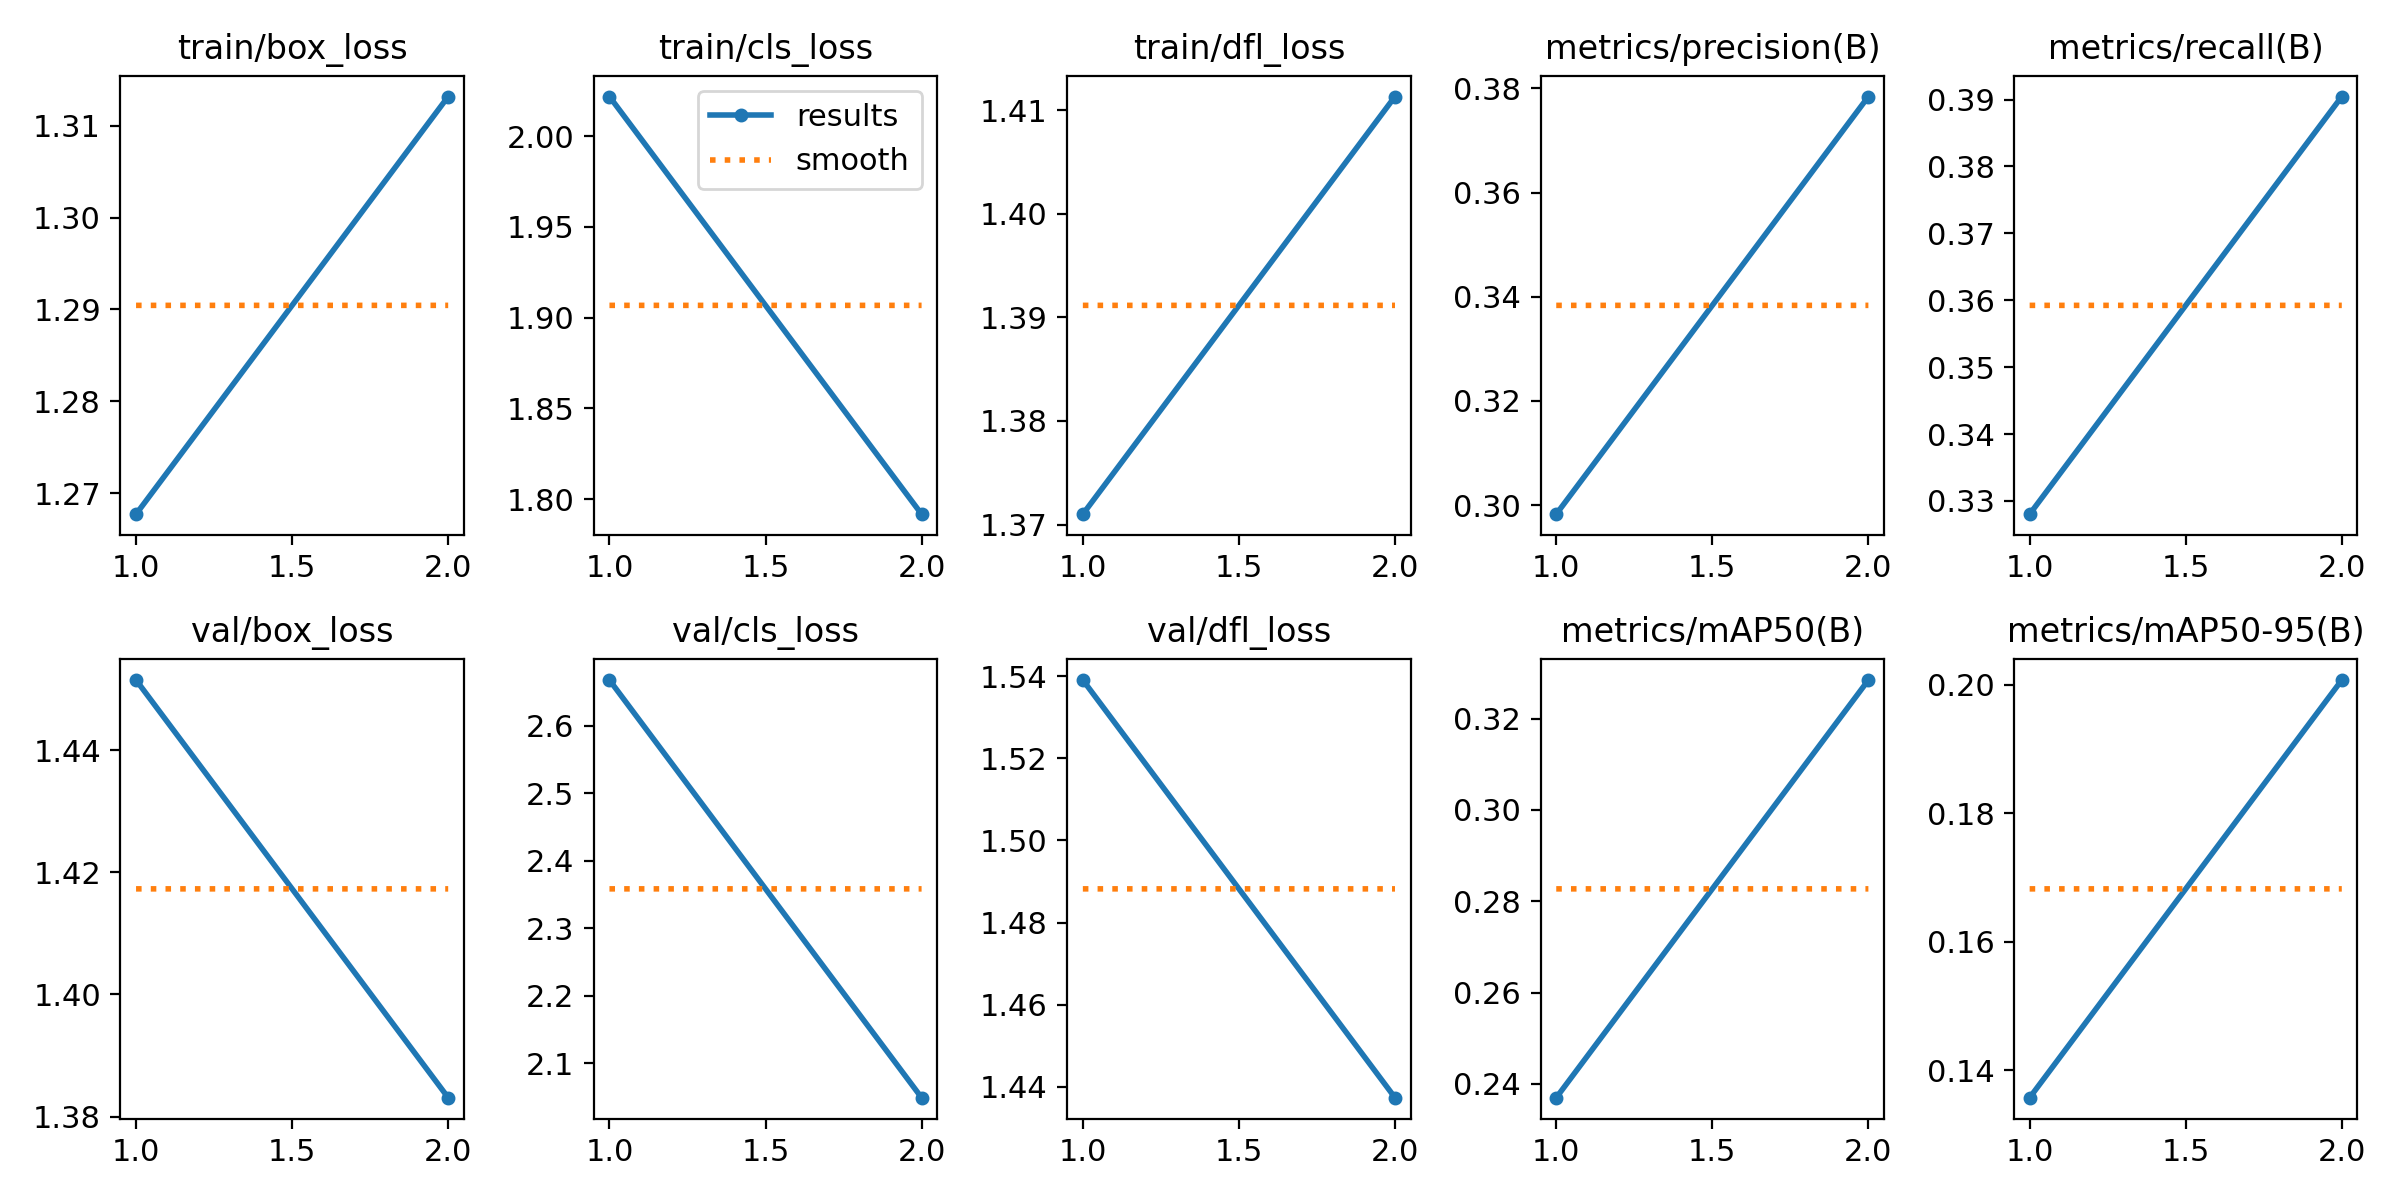 train/box_loss
1.31
1.30
1.29
1.28
1.27
1.0 1.5 2.0
train/cls_loss
results
smooth
2.00
1.95
1.90
1.85
1.80
1.0 1.5 2.0
train/dfl_loss
1.41
1.40
1.39
1.38
1.37
1.0 1.5 2.0
metrics/precision(B)
0.38
0.36
0.34
0.32
0.30
1.0 1.5 2.0
metrics/recall(B)
0.39
0.38
0.37
0.36
0.35
0.34
0.33
1.0 1.5 2.0
val/box_loss
1.44
1.42
1.40
1.38
1.0 1.5 2.0
val/cls_loss
2.6
2.5
2.4
2.3
2.2
2.1
1.0 1.5 2.0
val/dfl_loss
1.54
1.52
1.50
1.48
1.46
1.44
1.0 1.5 2.0
metrics/mAP50(B)
0.32
0.30
0.28
0.26
0.24
1.0 1.5 2.0
metrics/mAP50-95(B)
0.20
0.18
0.16
0.14
1.0 1.5 2.0